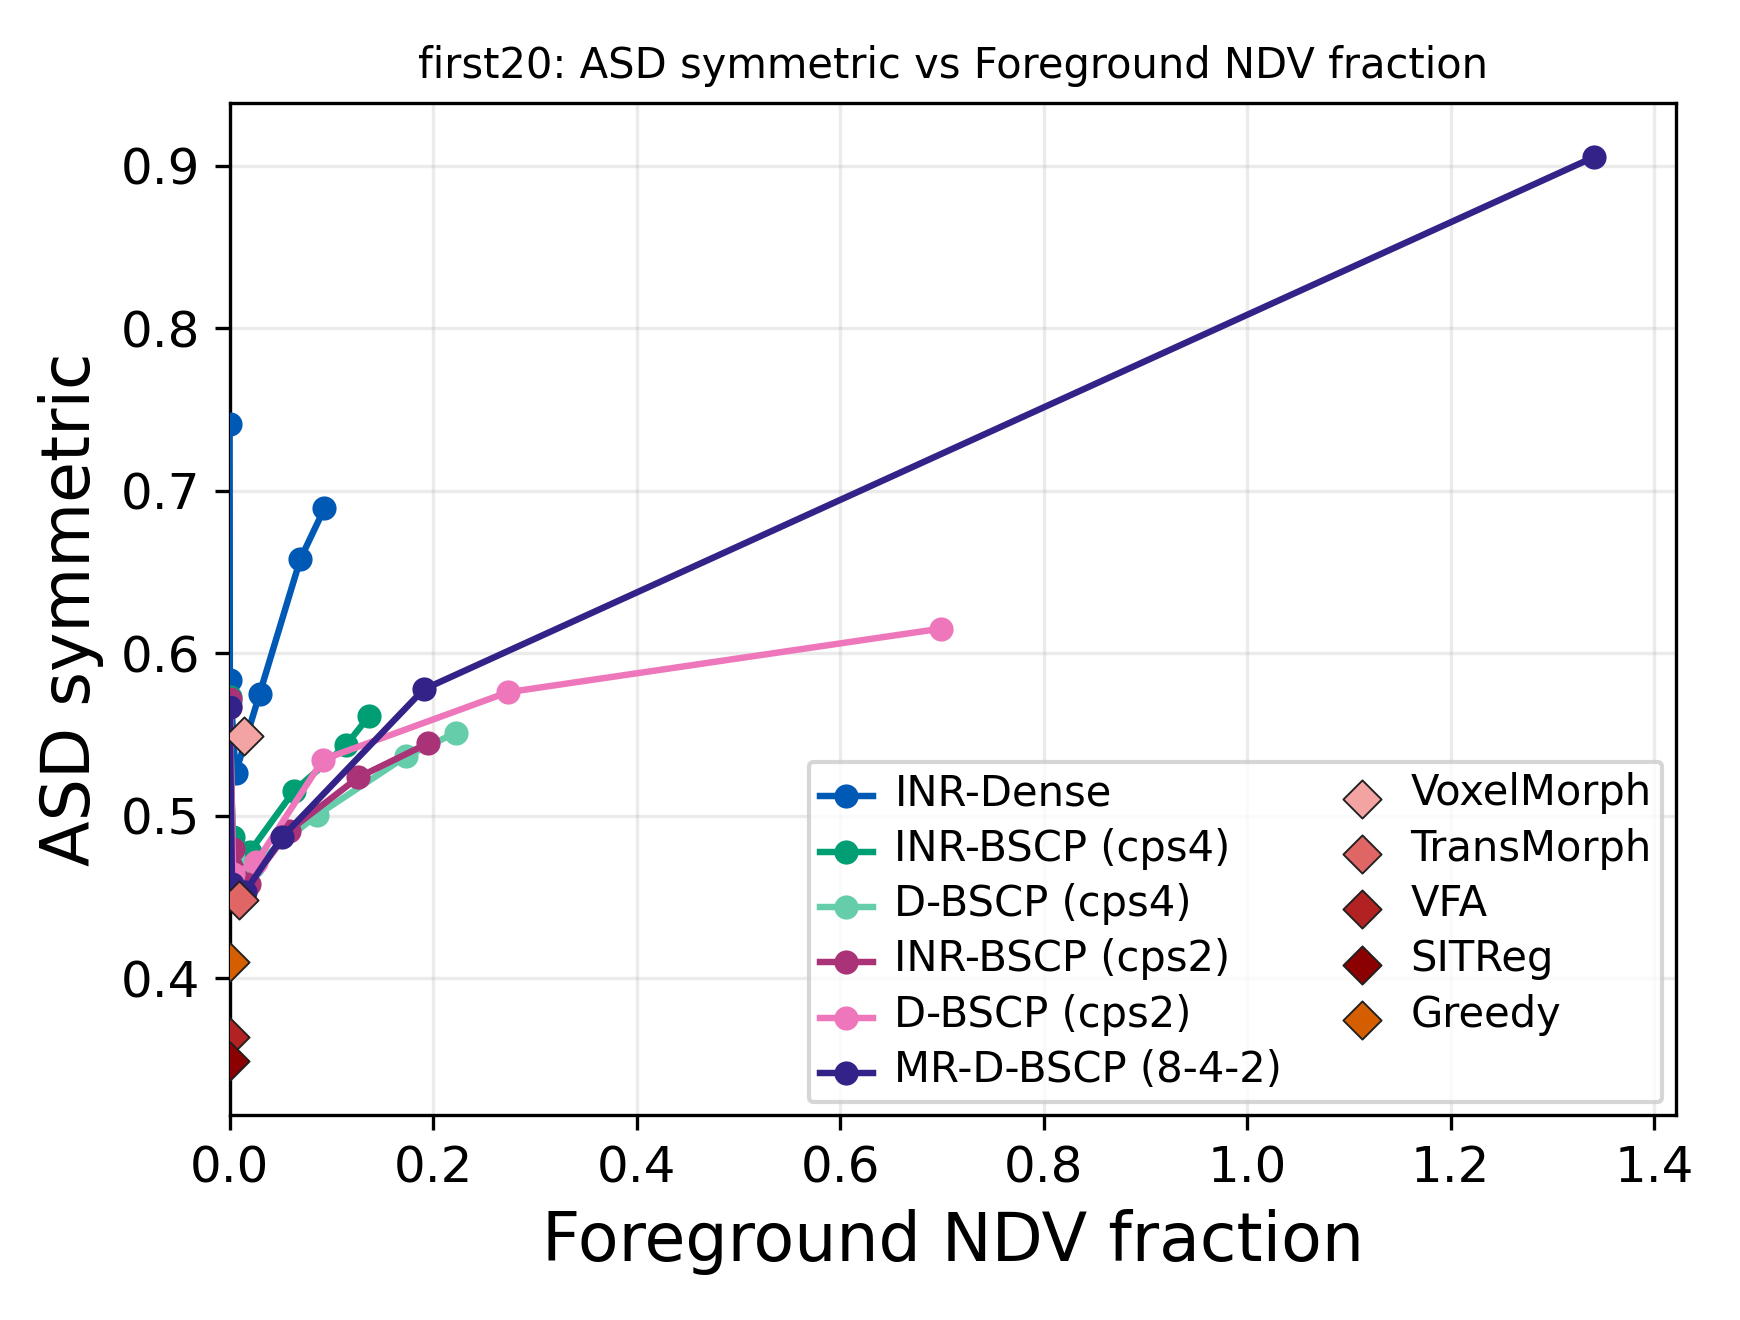 first20: ASD symmetric vs Foreground NDV fraction
ASD symmetric
0.9
0.8
0.7
0.6
0.5
0.4
0.0 0.2 0.4 0.6 0.8 1.0 1.2 1.4
Foreground NDV fraction
INR-Dense
INR-BSCP (cps4)
D-BSCP (cps4)
INR-BSCP (cps2)
D-BSCP (cps2)
MR-D-BSCP (8-4-2)
VoxelMorph
TransMorph
VFA
SITReg
Greedy